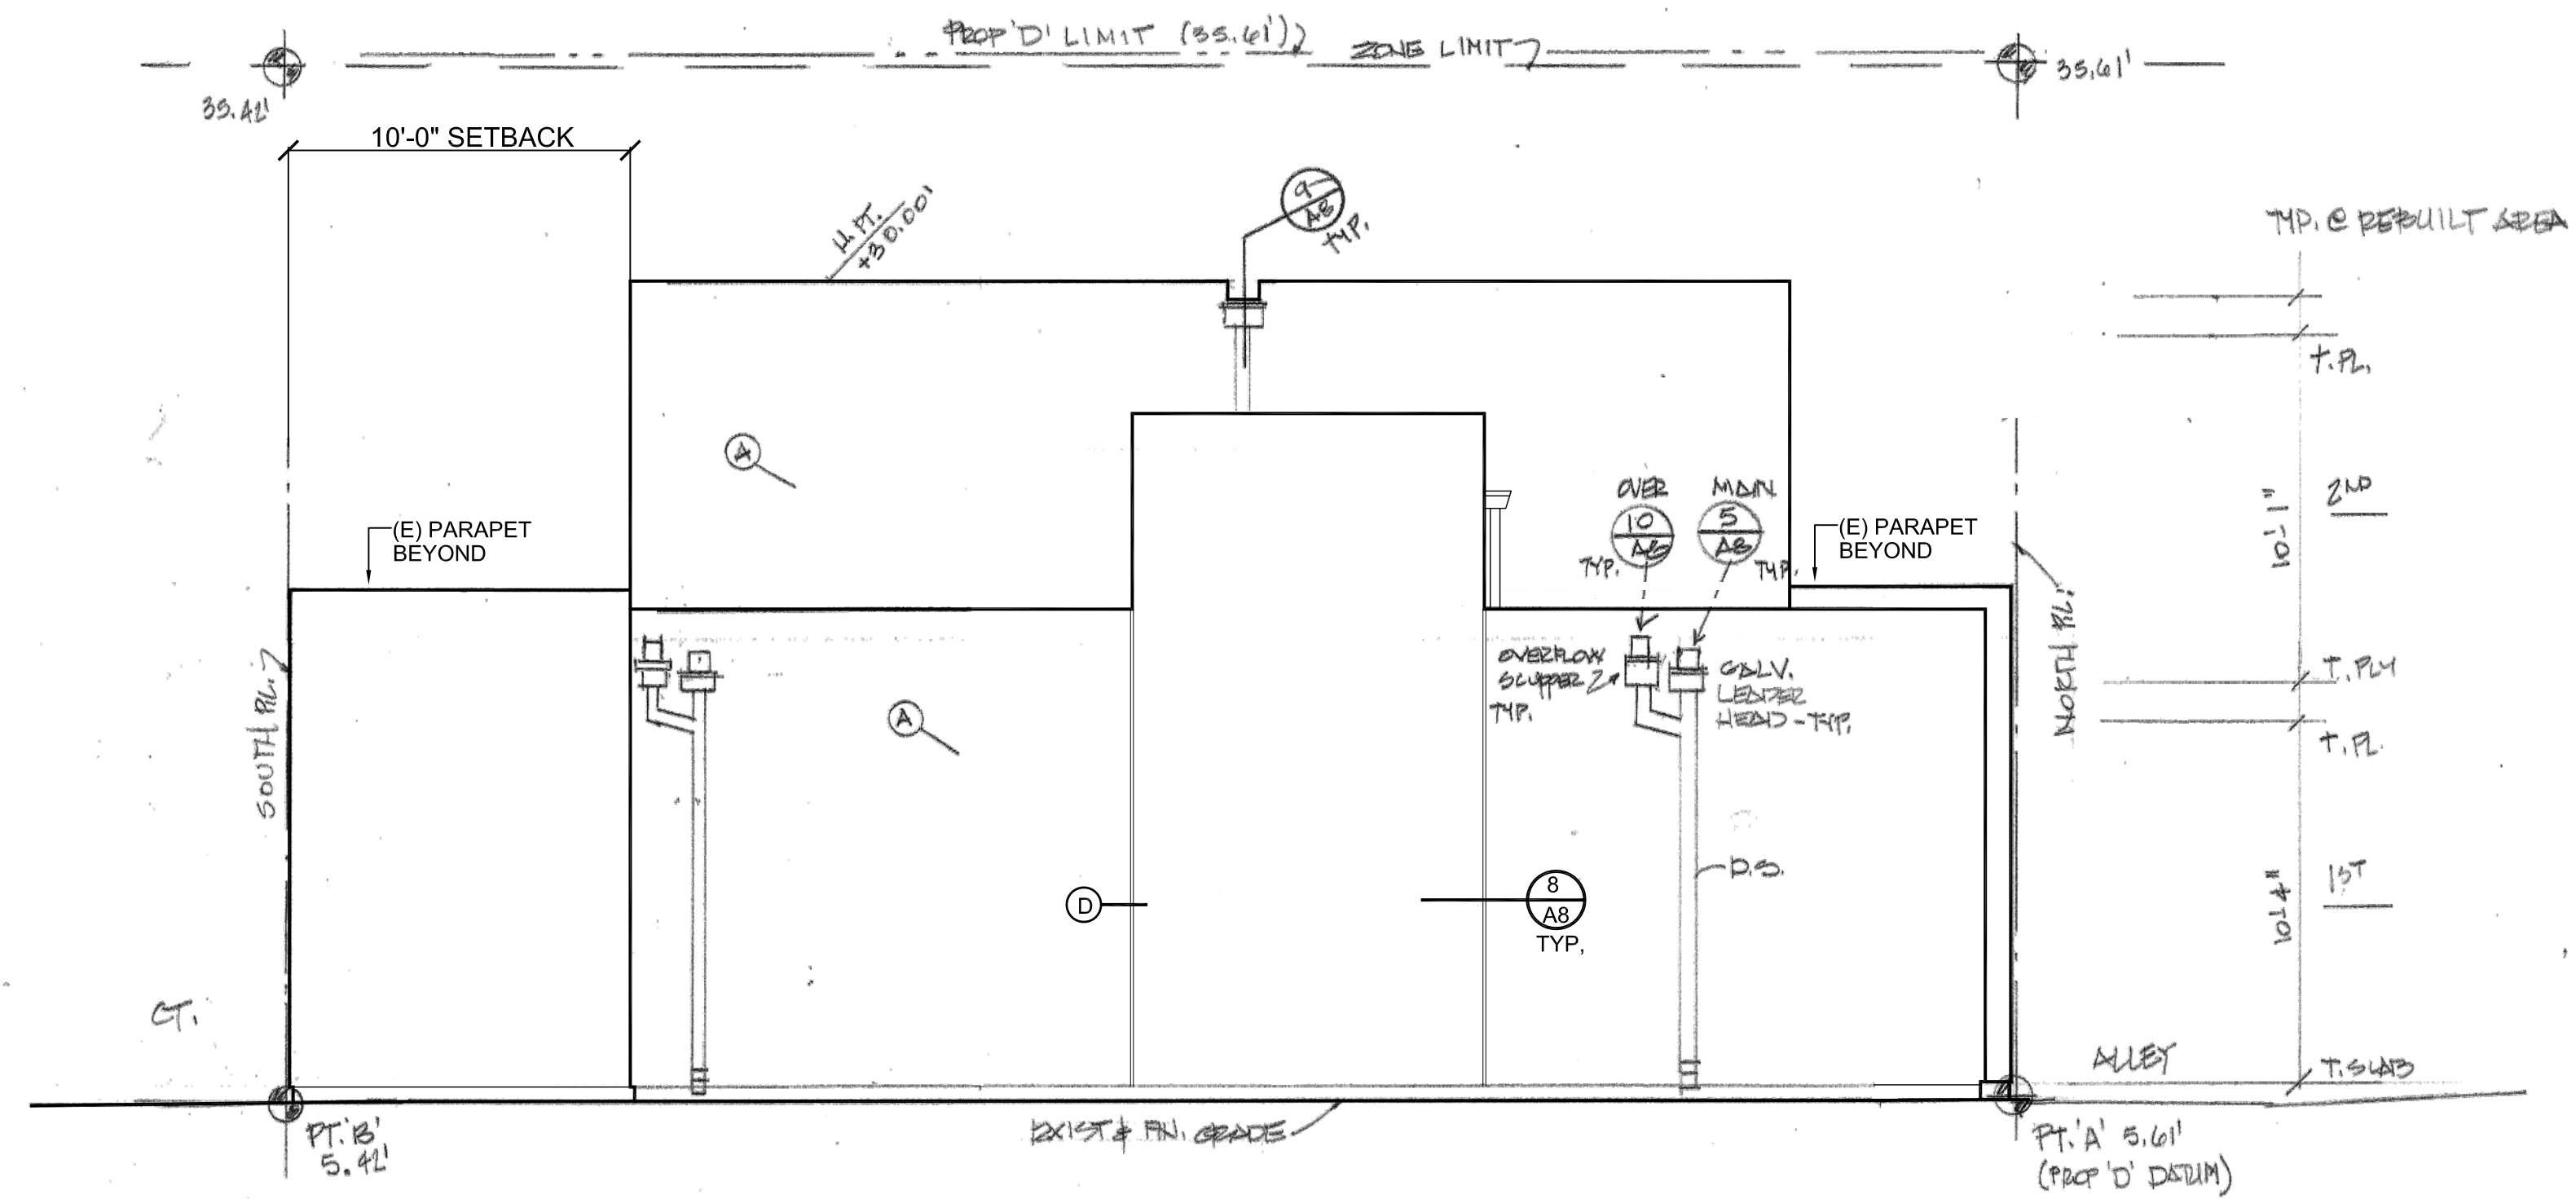 PROP 'D' LIMIT (35.61')
ZONE LIMIT
35.42'
35.61'
10'-0" SETBACK
H. PT.
+30.00'
9
A8
TYP.
TYP. @ REBUILT AREA
T. PL.
A
OVER
10
A8
TYP.
MAIN
5
A8
TYP.
2ND
10'1"
(E) PARAPET
BEYOND
(E) PARAPET
BEYOND
SOUTH P.L.
NORTH P.L.
OVERFLOW
SCUPPER
TYP.
GALV.
LEADER
HEAD - TYP.
T. PLY
T. PL.
A
D.S.
D
8
A8
TYP,
1ST
10'4"
CT.
ALLEY
T. SLAB
EXIST & FIN. GRADE
PT. 'B'
5.42'
PT. 'A' 5.61'
(PROP 'D' DATUM)